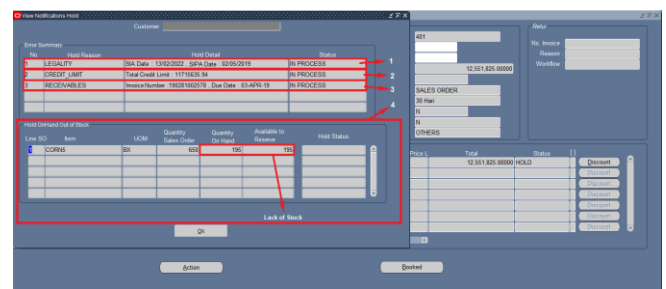 View Notifications Hold
Customer
Error Summary
No Hold Reason Hold Detail Status
1 LEGALITY SIA Date : 13/02/2022 , SIPA Date : 02/05/2019 IN PROCESS 1
2 CREDIT_LIMIT Total Credit Limit : 11715635.94 IN PROCESS 2
3 RECEIVABLES InvoiceNumber :190281002578 , Due Date : 03-APR-19 IN PROCESS 3
4
Hold OnHand Out of Stock
Line SO Item UOM Quantity Sales Order Quantity On Hand Available to Reserve Hold Status
1 CORNS BX 650 195 195
Lack of Stock
Ok
401
12,551,825.00000
SALES ORDER
30 Hari
N
N
OTHERS
Retur
No. Invoice
Reason
Workflow
Price L Total Status [ ]
12,551,825.00000 HOLD Discount
Discount
Discount
Discount
Discount
Discount
Action
Booked